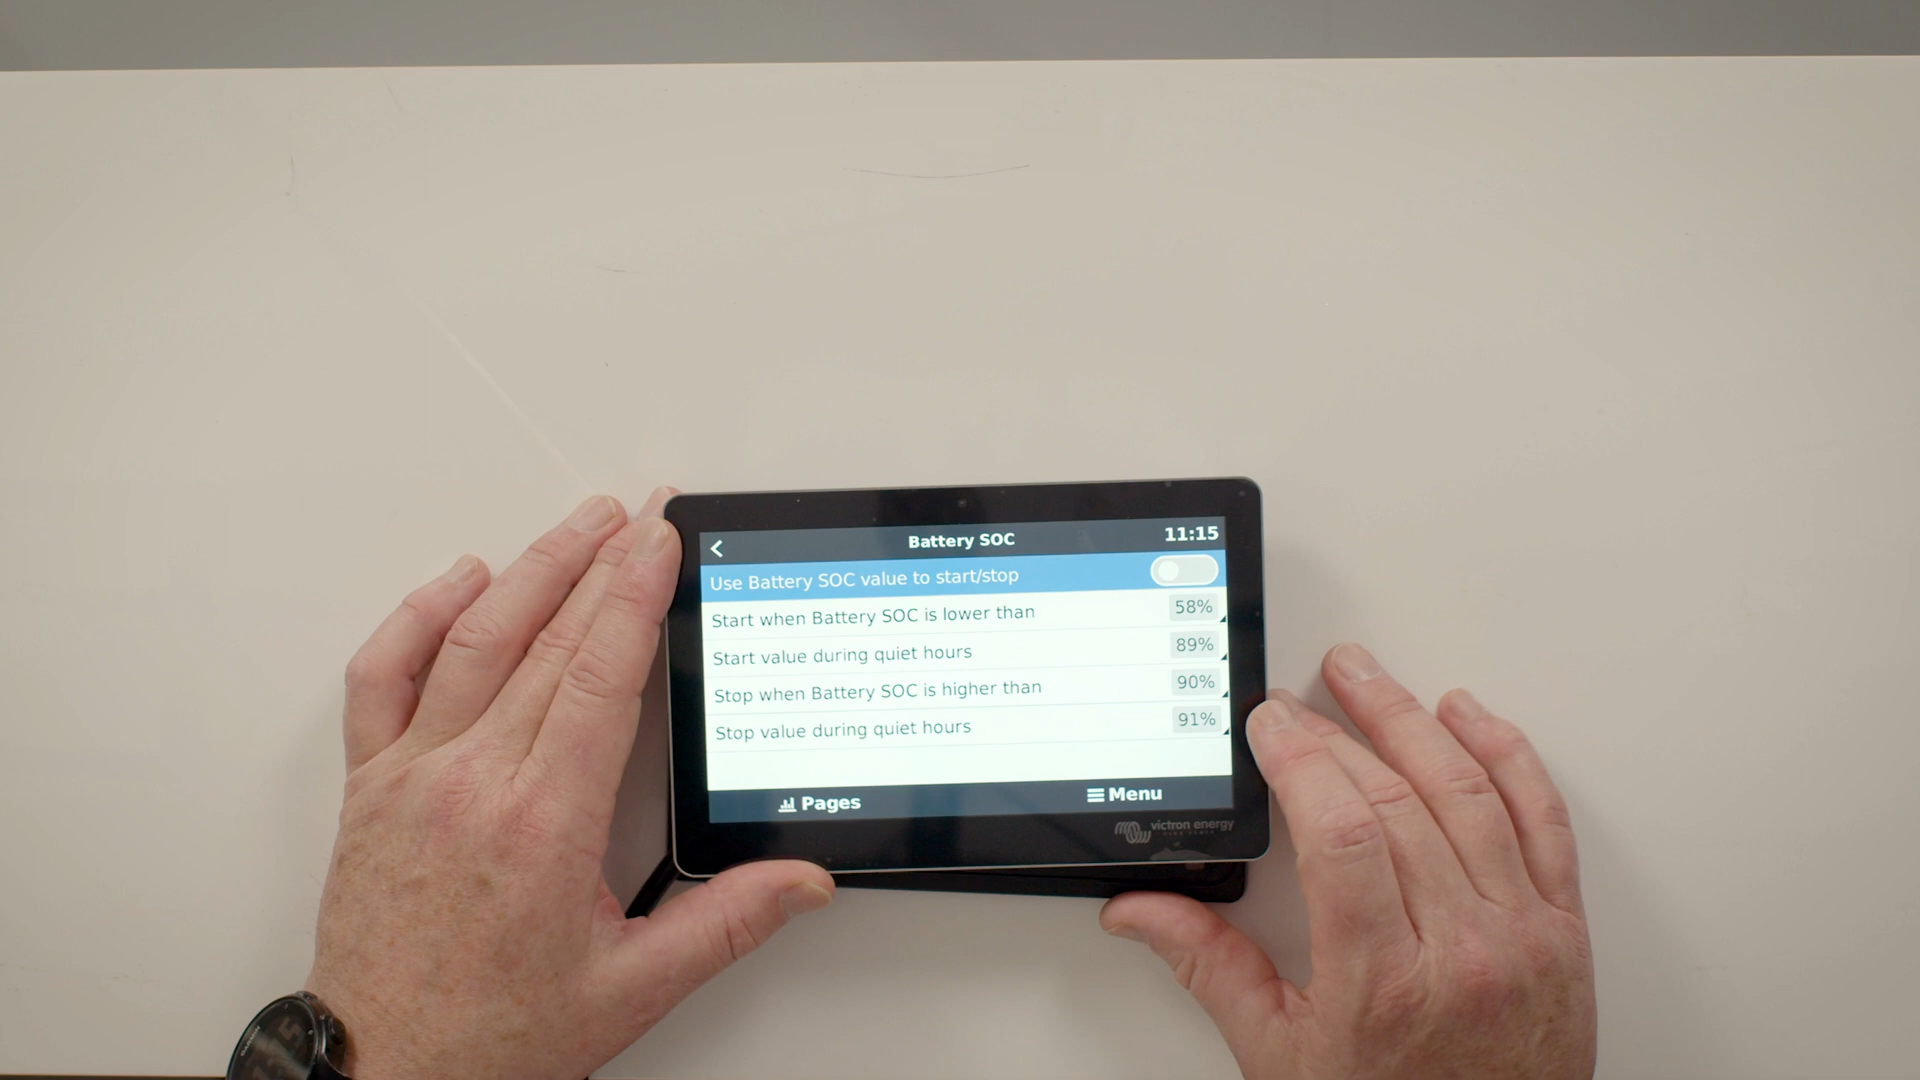 Battery SOC
11:15
Use Battery SOC value to start/stop
Start when Battery SOC is lower than
58%
Start value during quiet hours
89%
Stop when Battery SOC is higher than
90%
Stop value during quiet hours
91%
Pages
Menu
victron energy